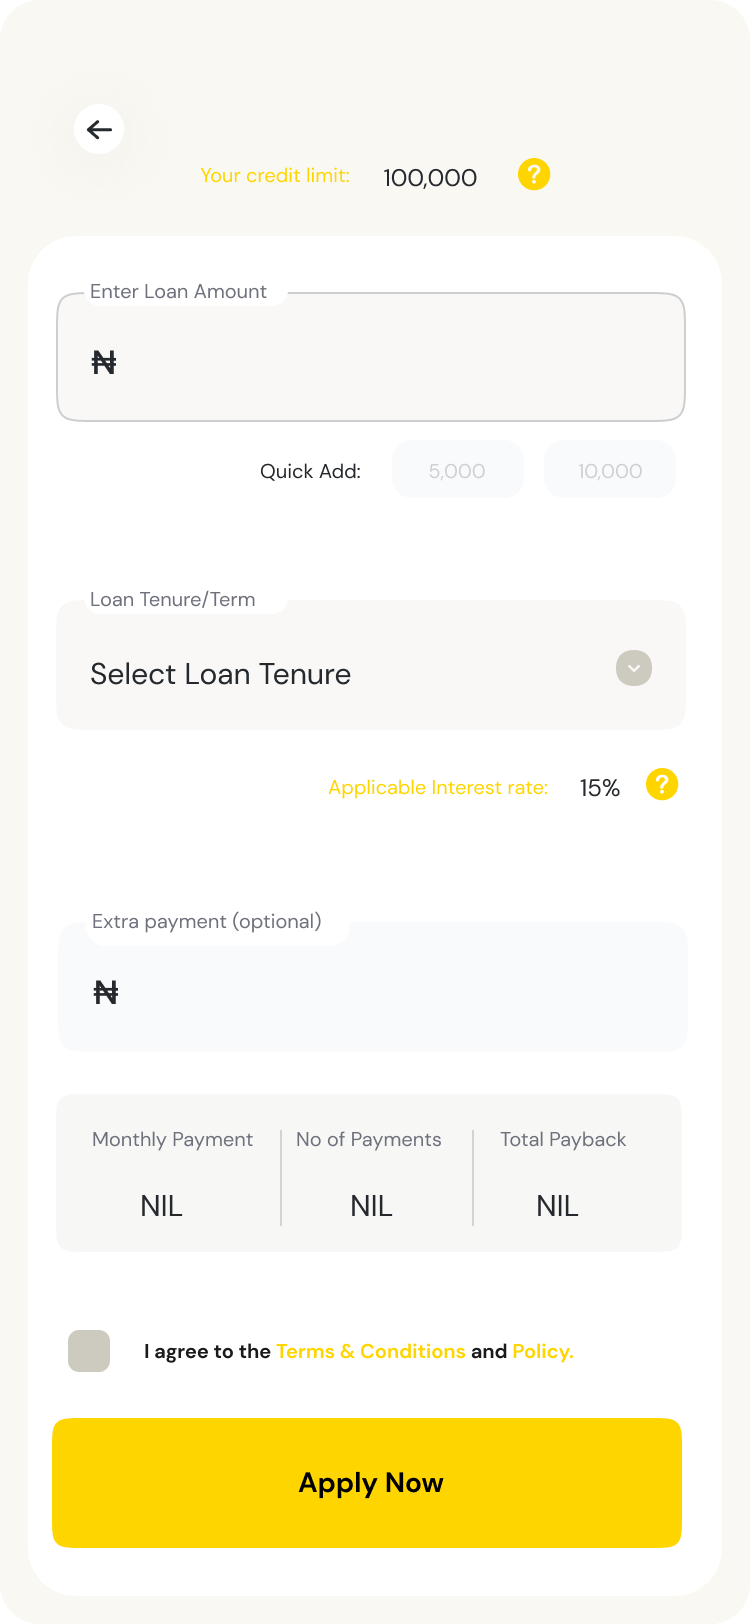 Your credit limit: 100,000 ?
Enter Loan Amount
₦
Quick Add: 5,000 10,000
Loan Tenure/Term
Select Loan Tenure
Applicable Interest rate: 15% ?
Extra payment (optional)
₦
Monthly Payment No of Payments Total Payback
NIL NIL NIL
I agree to the Terms & Conditions and Policy.
Apply Now